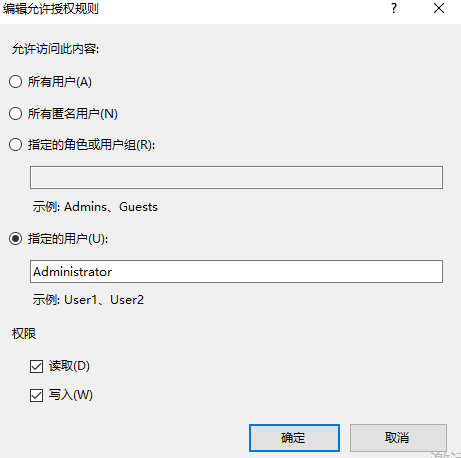 编辑允许授权规则 ?
允许访问此内容:
所有用户(A)
所有匿名用户(N)
指定的角色或用户组(R):
示例: Admins、Guests
指定的用户(U):
Administrator
示例: User1、User2
权限
读取(D)
写入(W)
确定 取消